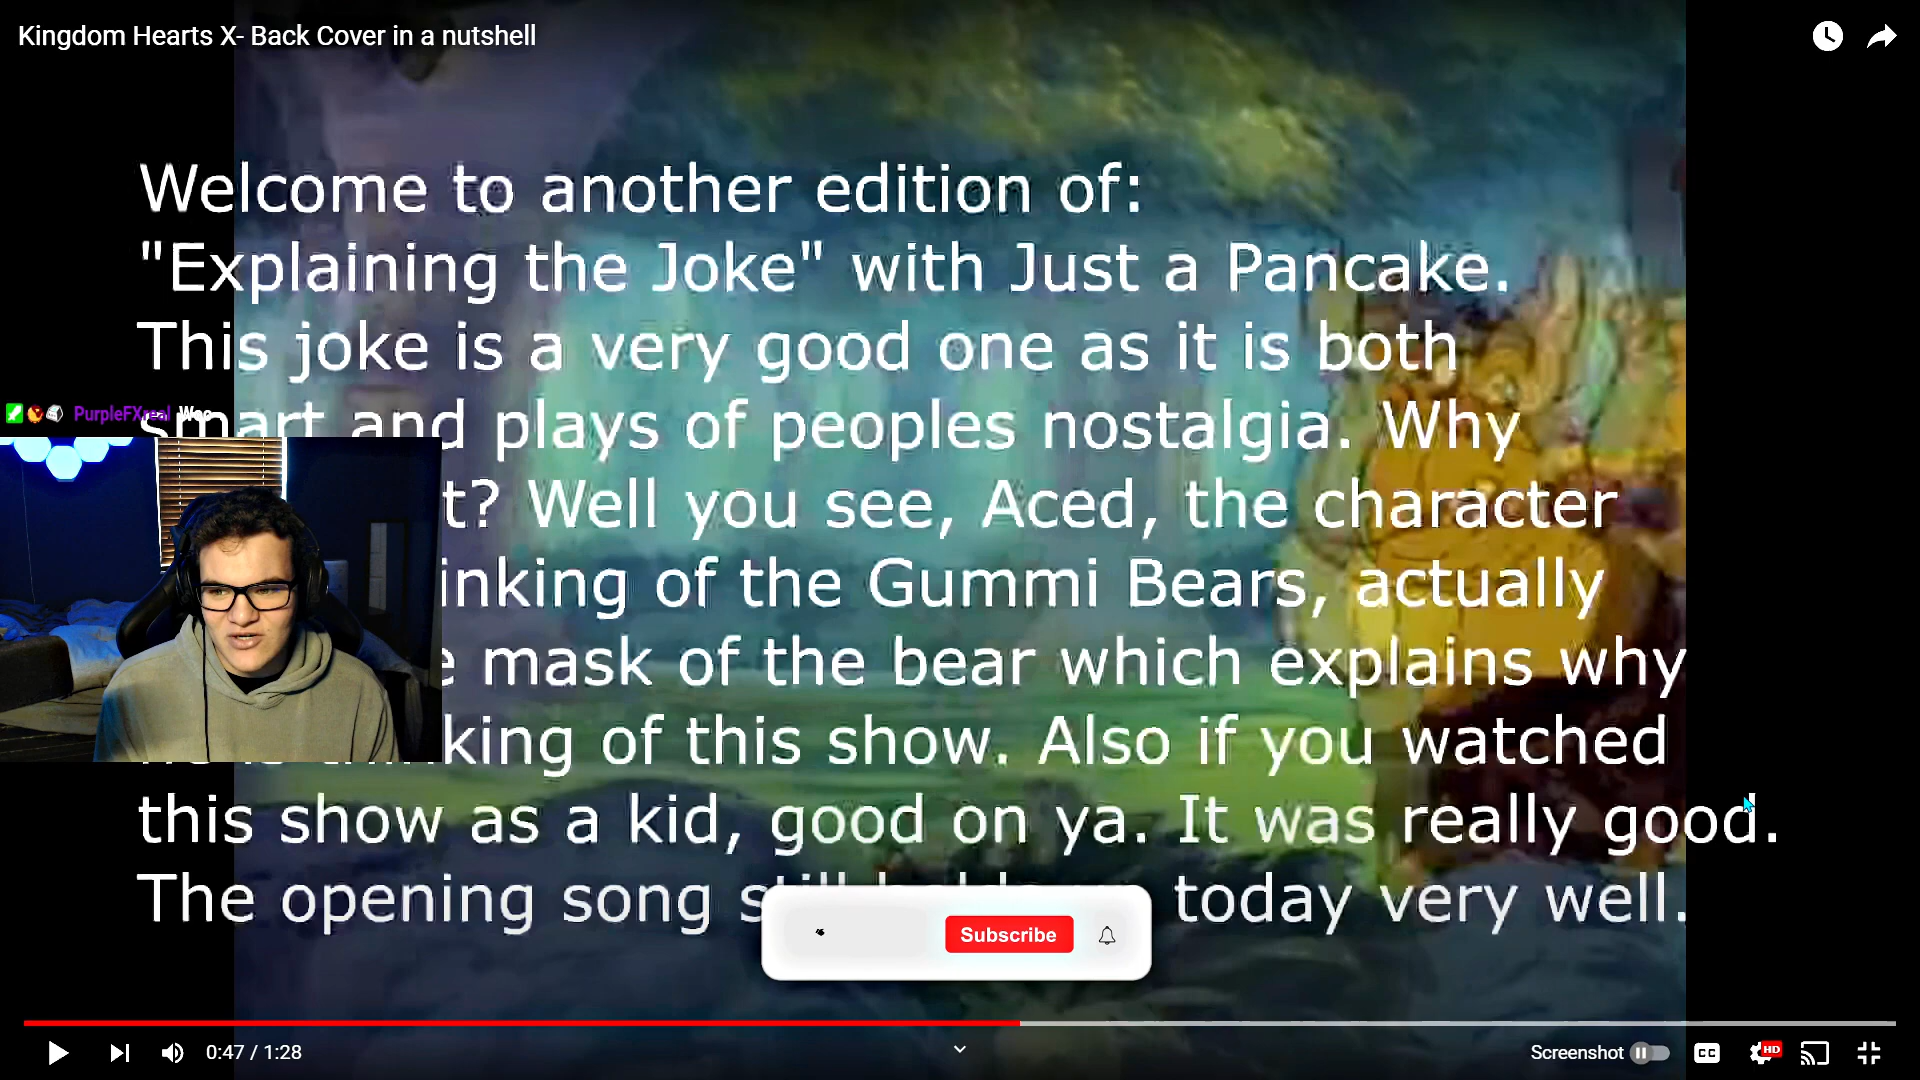 Kingdom Hearts X- Back Cover in a nutshell
Welcome to another edition of:
"Explaining the Joke" with Just a Pancake.
This joke is a very good one as it is both
smart and plays of peoples nostalgia. Why
PurpleFXreal Woo
t? Well you see, Aced, the character
inking of the Gummi Bears, actually
mask of the bear which explains why
king of this show. Also if you watched
this show as a kid, good on ya. It was really good.
The opening song today very well.
Subscribe
0:47 / 1:28
Screenshot
CC
HD